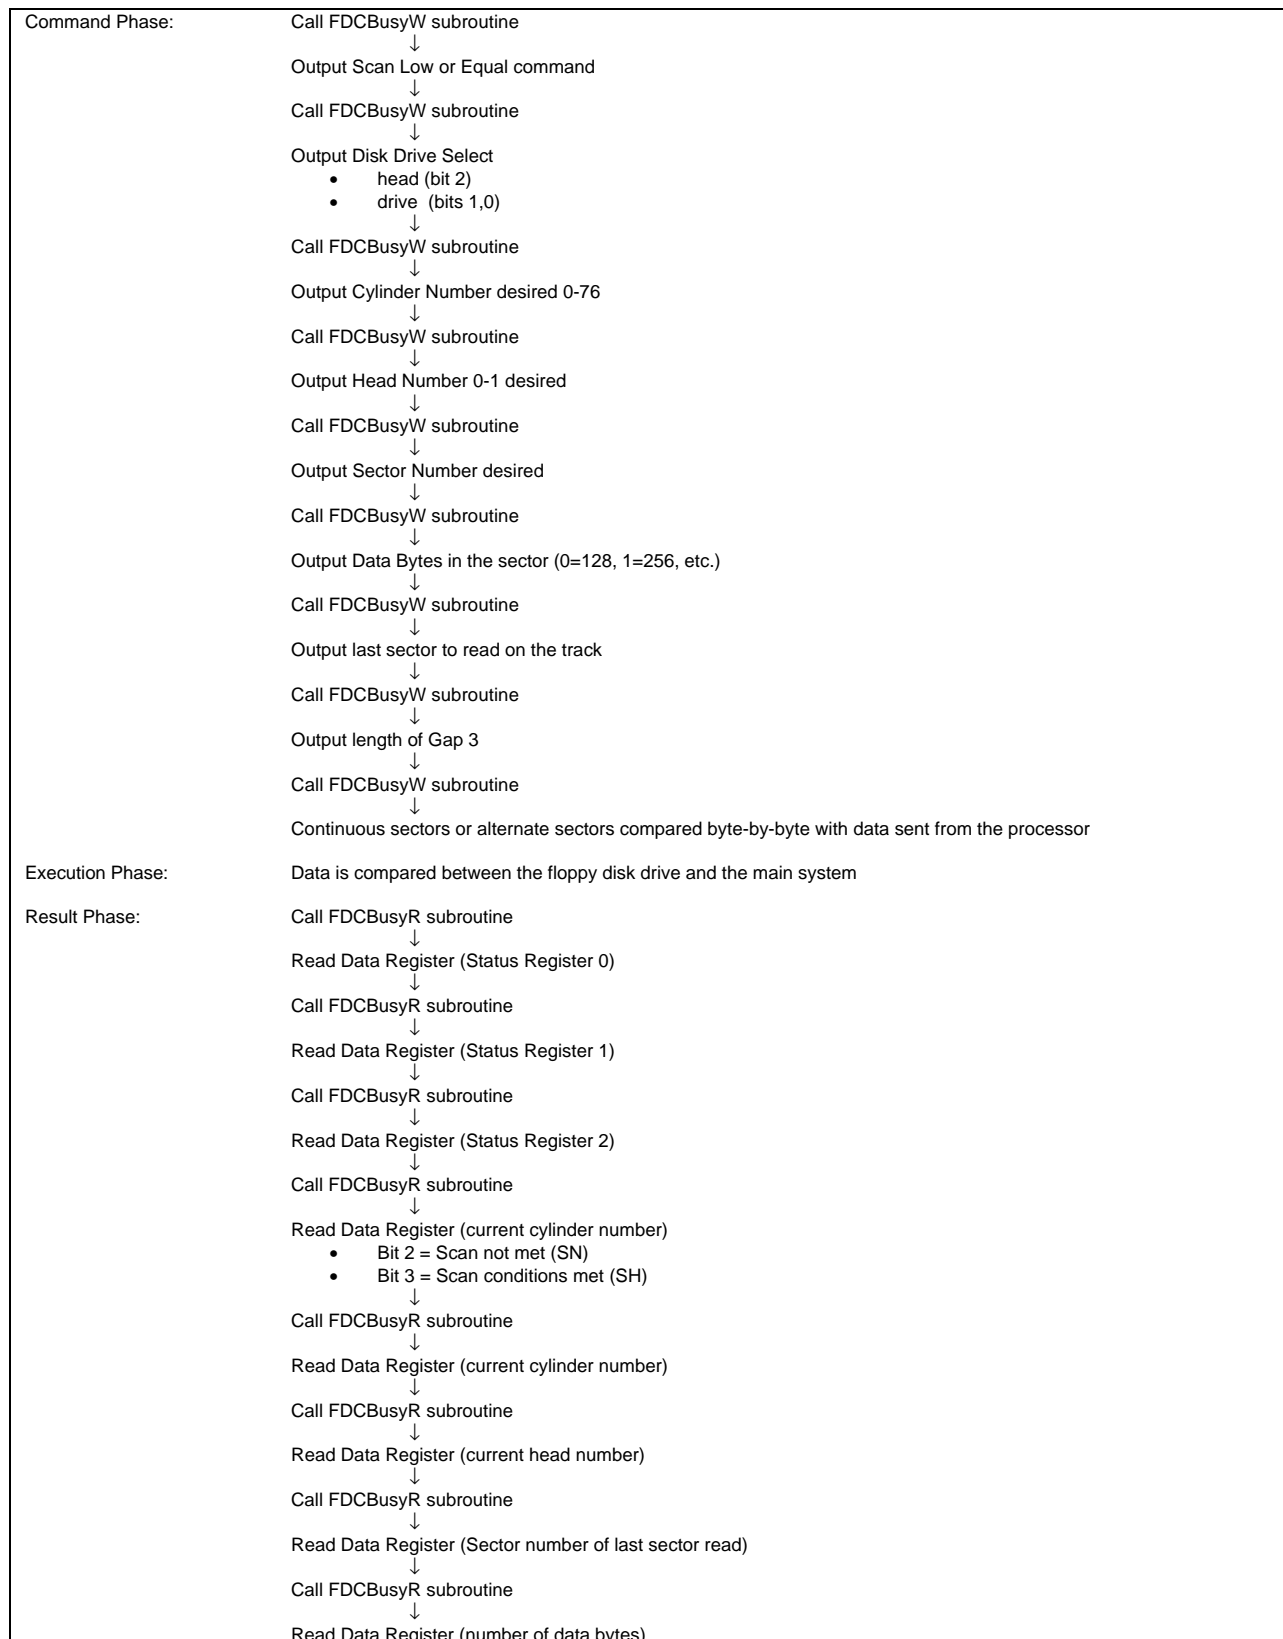 Command Phase: Call FDCBusyW subroutine
↓
Output Scan Low or Equal command
↓
Call FDCBusyW subroutine
↓
Output Disk Drive Select
• head (bit 2)
• drive (bits 1,0)
↓
Call FDCBusyW subroutine
↓
Output Cylinder Number desired 0-76
↓
Call FDCBusyW subroutine
↓
Output Head Number 0-1 desired
↓
Call FDCBusyW subroutine
↓
Output Sector Number desired
↓
Call FDCBusyW subroutine
↓
Output Data Bytes in the sector (0=128, 1=256, etc.)
↓
Call FDCBusyW subroutine
↓
Output last sector to read on the track
↓
Call FDCBusyW subroutine
↓
Output length of Gap 3
↓
Call FDCBusyW subroutine
↓
Continuous sectors or alternate sectors compared byte-by-byte with data sent from the processor
Execution Phase: Data is compared between the floppy disk drive and the main system
Result Phase: Call FDCBusyR subroutine
↓
Read Data Register (Status Register 0)
↓
Call FDCBusyR subroutine
↓
Read Data Register (Status Register 1)
↓
Call FDCBusyR subroutine
↓
Read Data Register (Status Register 2)
↓
Call FDCBusyR subroutine
↓
Read Data Register (current cylinder number)
• Bit 2 = Scan not met (SN)
• Bit 3 = Scan conditions met (SH)
↓
Call FDCBusyR subroutine
↓
Read Data Register (current cylinder number)
↓
Call FDCBusyR subroutine
↓
Read Data Register (current head number)
↓
Call FDCBusyR subroutine
↓
Read Data Register (Sector number of last sector read)
↓
Call FDCBusyR subroutine
↓
Read Data Register (number of data bytes)